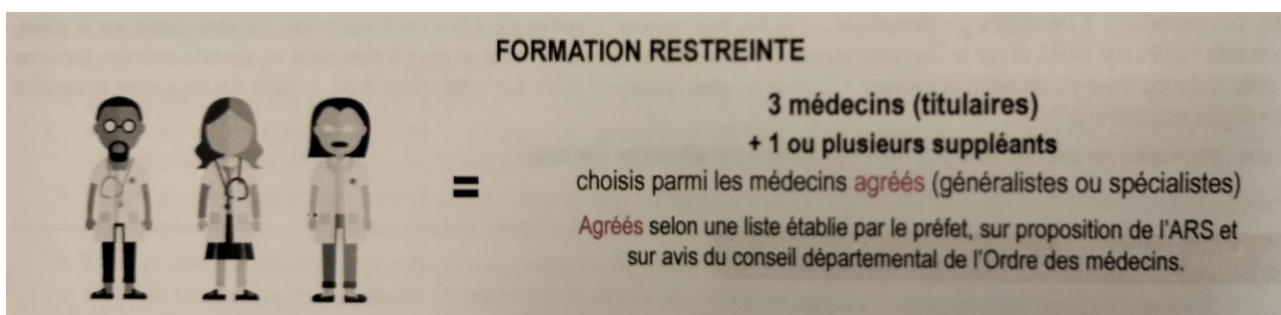 FORMATION RESTREINTE
3 médecins (titulaires)
+ 1 ou plusieurs suppléants
=
choisis parmi les médecins agréés (généralistes ou spécialistes)
Agréés selon une liste établie par le préfet, sur proposition de l'ARS et
sur avis du conseil départemental de l'Ordre des médecins.